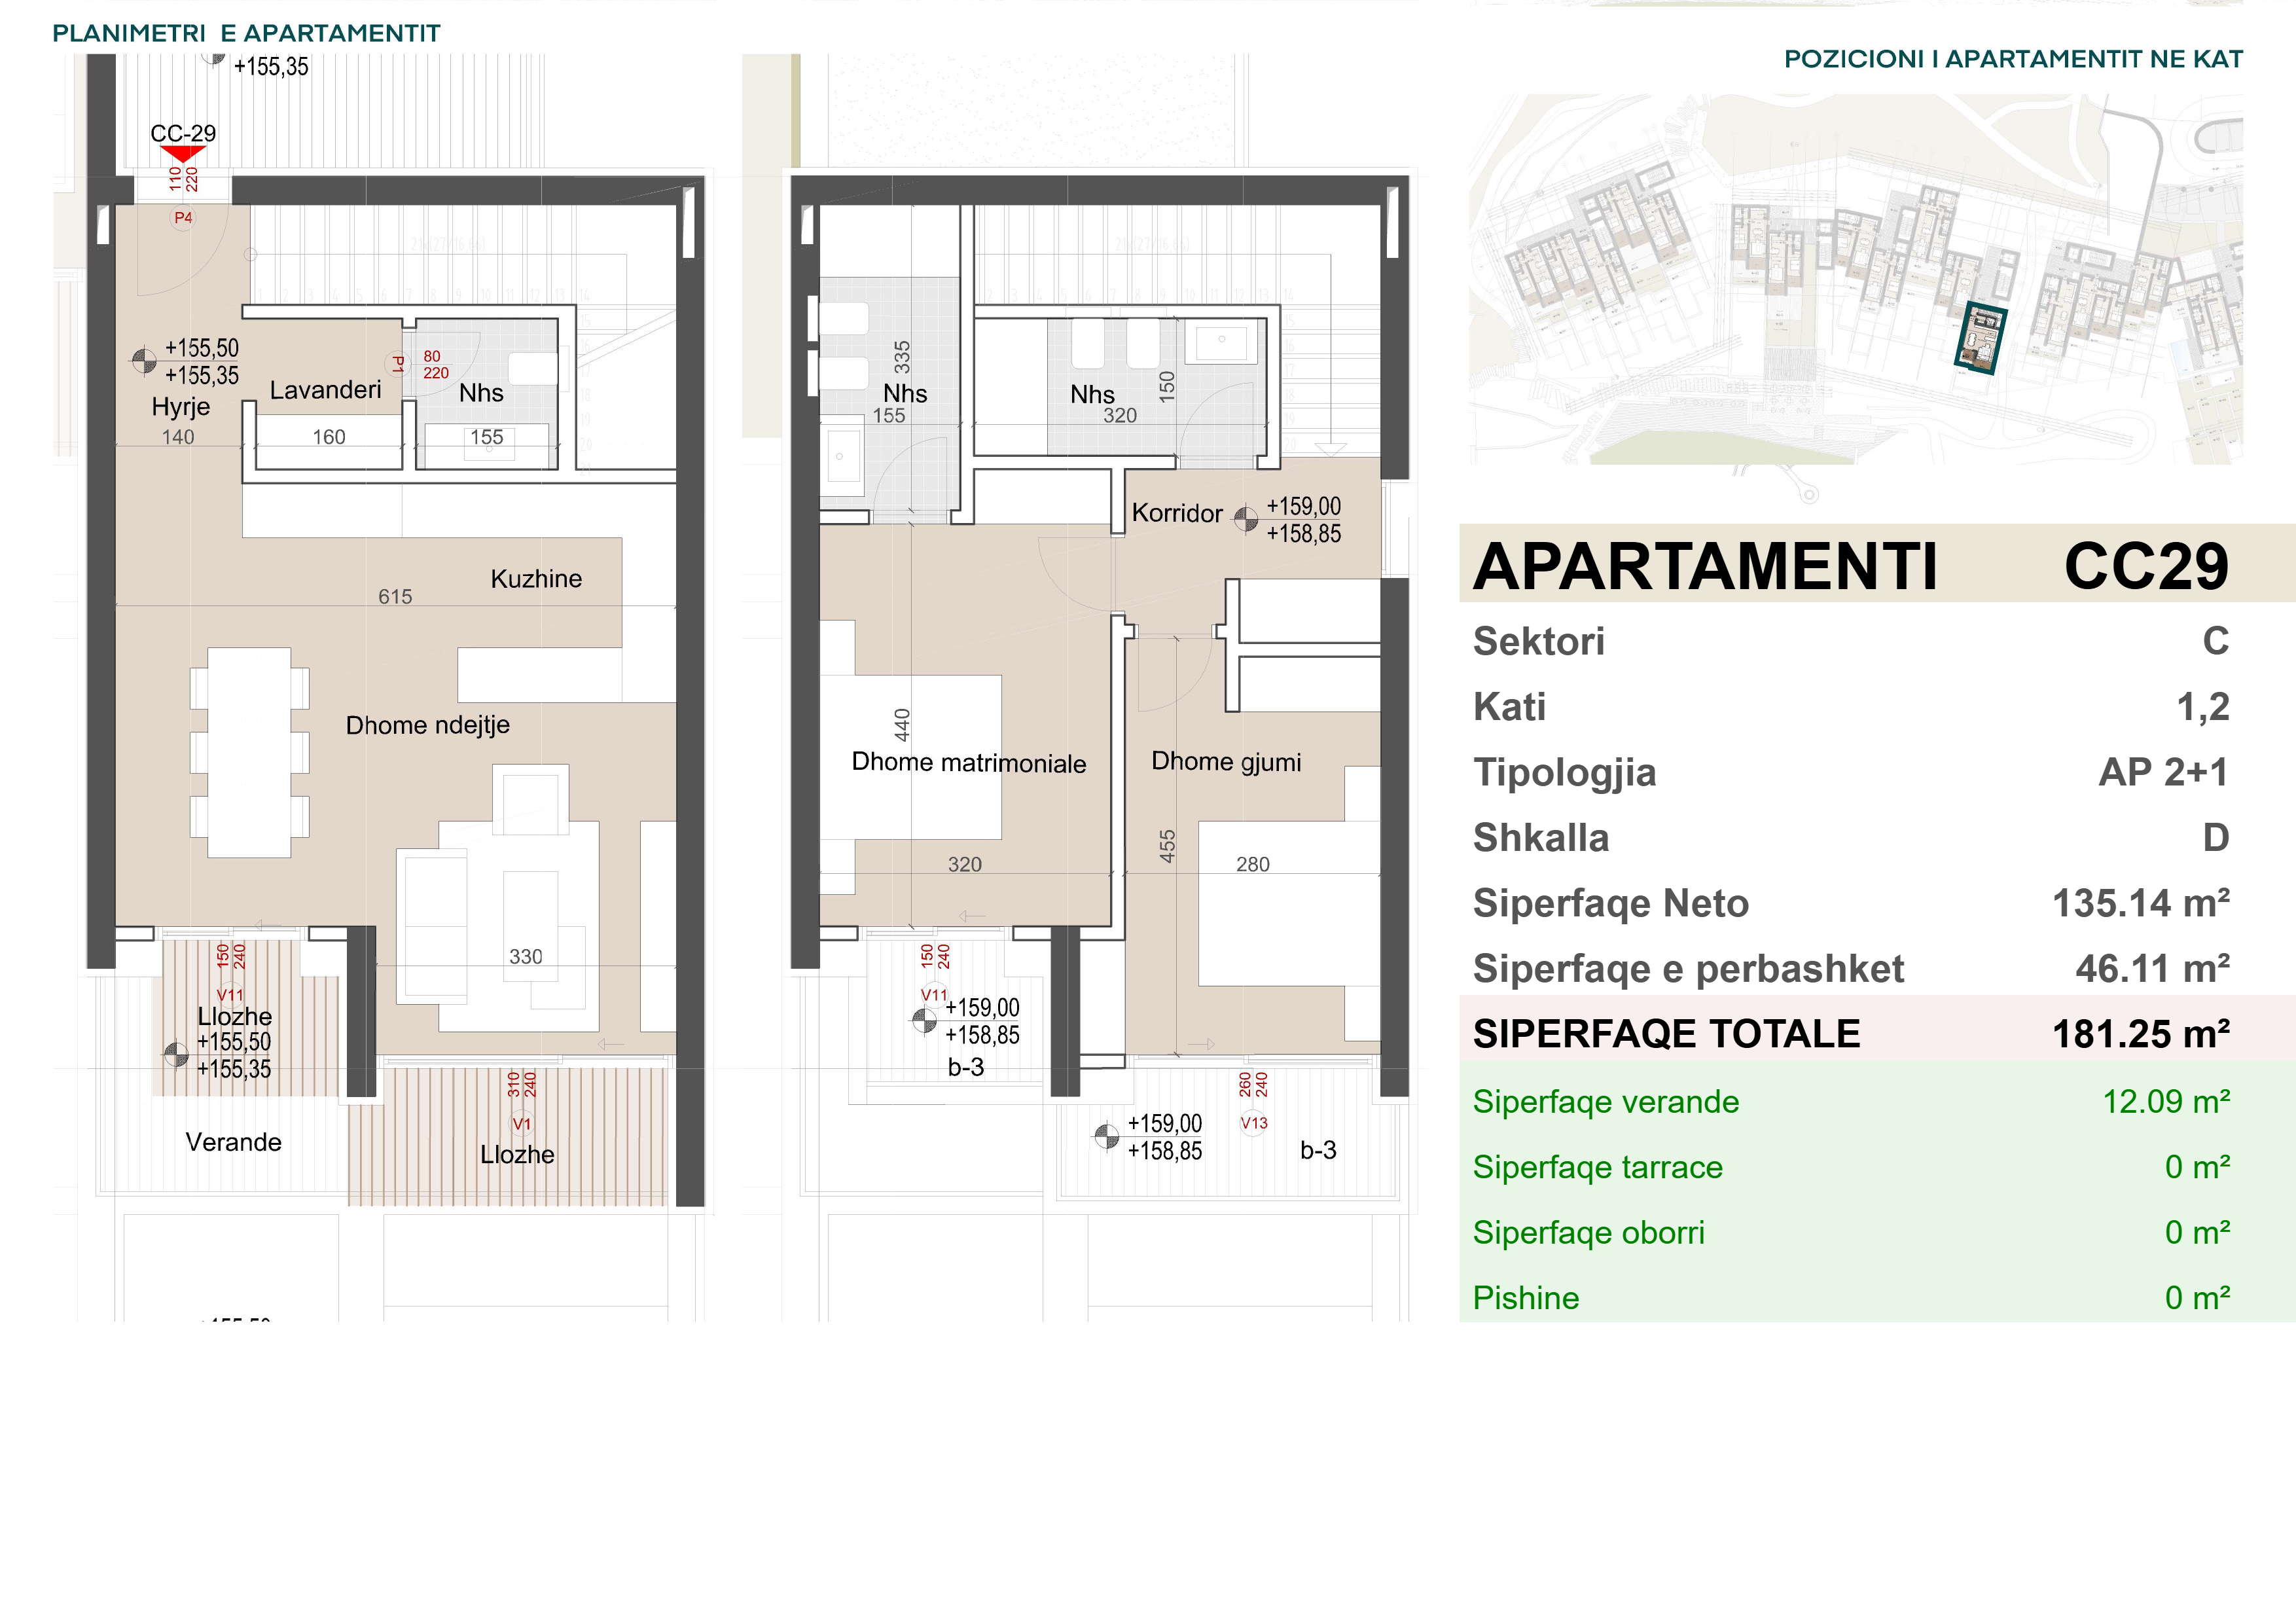 PLANIMETRI E APARTAMENTIT
+155,35
CC-29
110
220
P4
+155,50
+155,35
Hyrje
140
Lavanderi
160
P1
80
220
Nhs
155
Kuzhine
615
Dhome ndejtje
330
150
240
V11
Llozhe
+155,50
+155,35
Verande
310
240
V1
Llozhe
335
Nhs
155
150
Nhs
320
Korridor
+159,00
+158,85
440
Dhome matrimoniale
320
Dhome gjumi
455
280
150
240
V11
+159,00
+158,85
b-3
260
240
V13
+159,00
+158,85
b-3
POZICIONI I APARTAMENTIT NE KAT
APARTAMENTI CC29
Sektori C
Kati 1,2
Tipologjia AP 2+1
Shkalla D
Siperfaqe Neto 135.14 m²
Siperfaqe e perbashket 46.11 m²
SIPERFAQE TOTALE 181.25 m²
Siperfaqe verande 12.09 m²
Siperfaqe tarrace 0 m²
Siperfaqe oborri 0 m²
Pishine 0 m²